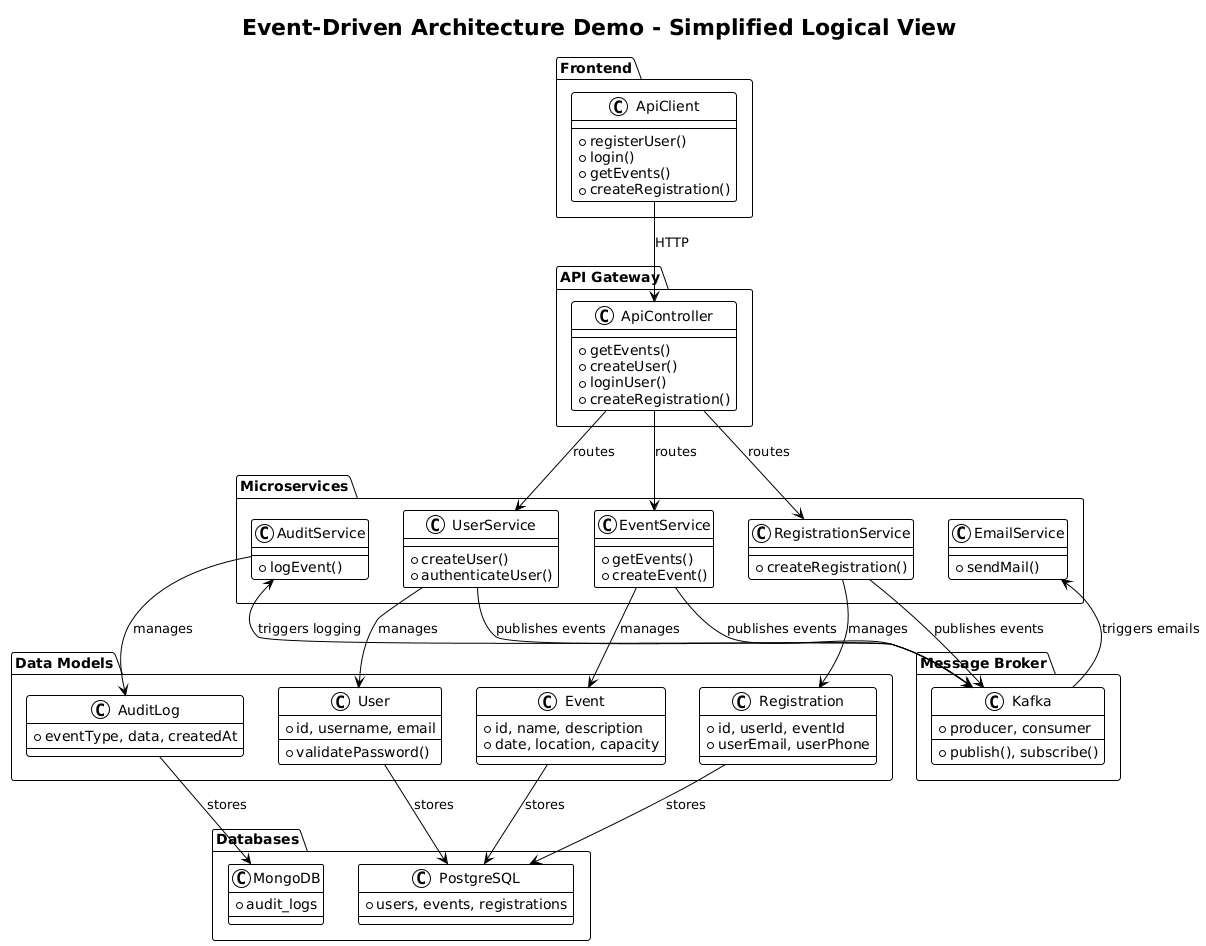 Event-Driven Architecture Demo - Simplified Logical View
Frontend
C ApiClient
registerUser()
login()
getEvents()
createRegistration()
HTTP
API Gateway
C ApiController
getEvents()
createUser()
loginUser()
createRegistration()
routes
routes
routes
Microservices
C AuditService
logEvent()
C UserService
createUser()
authenticateUser()
C EventService
getEvents()
createEvent()
C RegistrationService
createRegistration()
C EmailService
sendMail()
manages
triggers logging
manages
publishes events
manages
publishes events
manages
publishes events
triggers emails
Data Models
C AuditLog
eventType, data, createdAt
C User
id, username, email
validatePassword()
C Event
id, name, description
date, location, capacity
C Registration
id, userId, eventId
userEmail, userPhone
Message Broker
C Kafka
producer, consumer
publish(), subscribe()
stores
stores
stores
stores
Databases
C MongoDB
audit_logs
C PostgreSQL
users, events, registrations